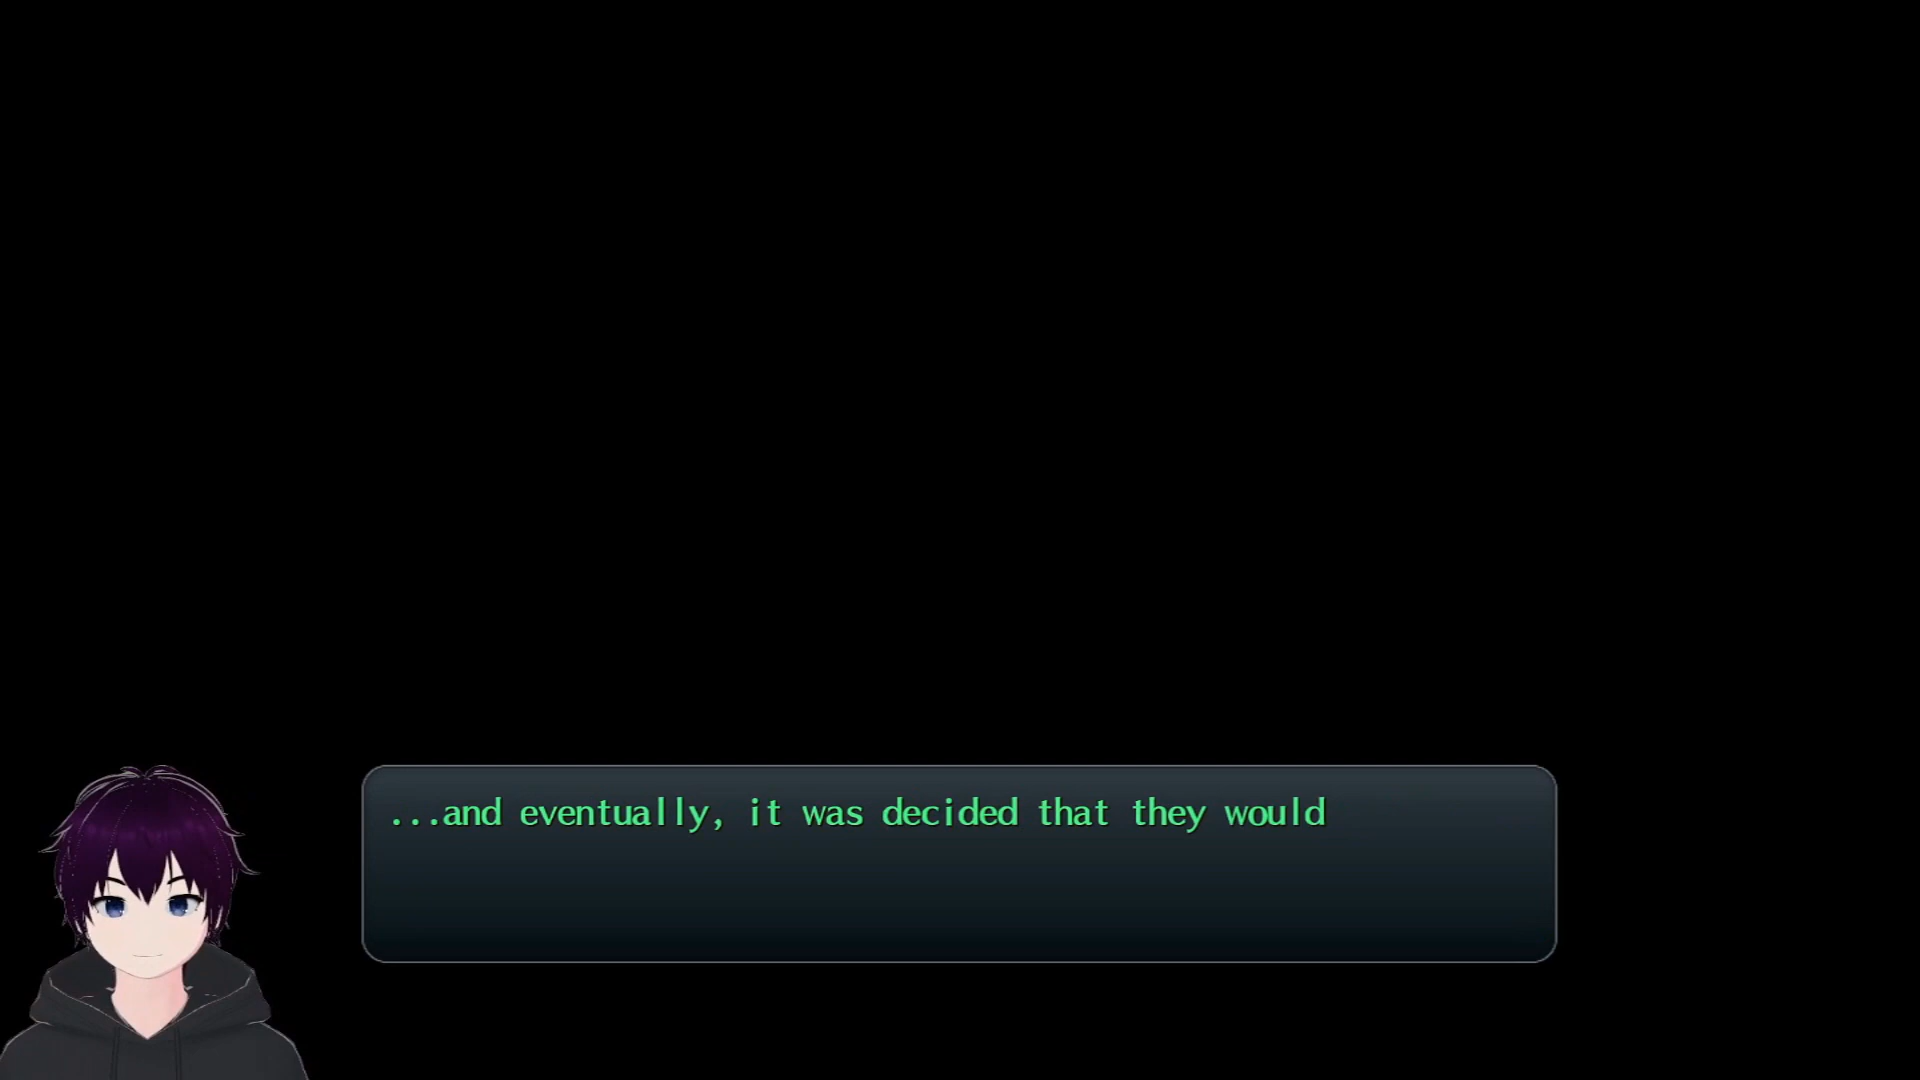 ...and eventually, it was decided that they would